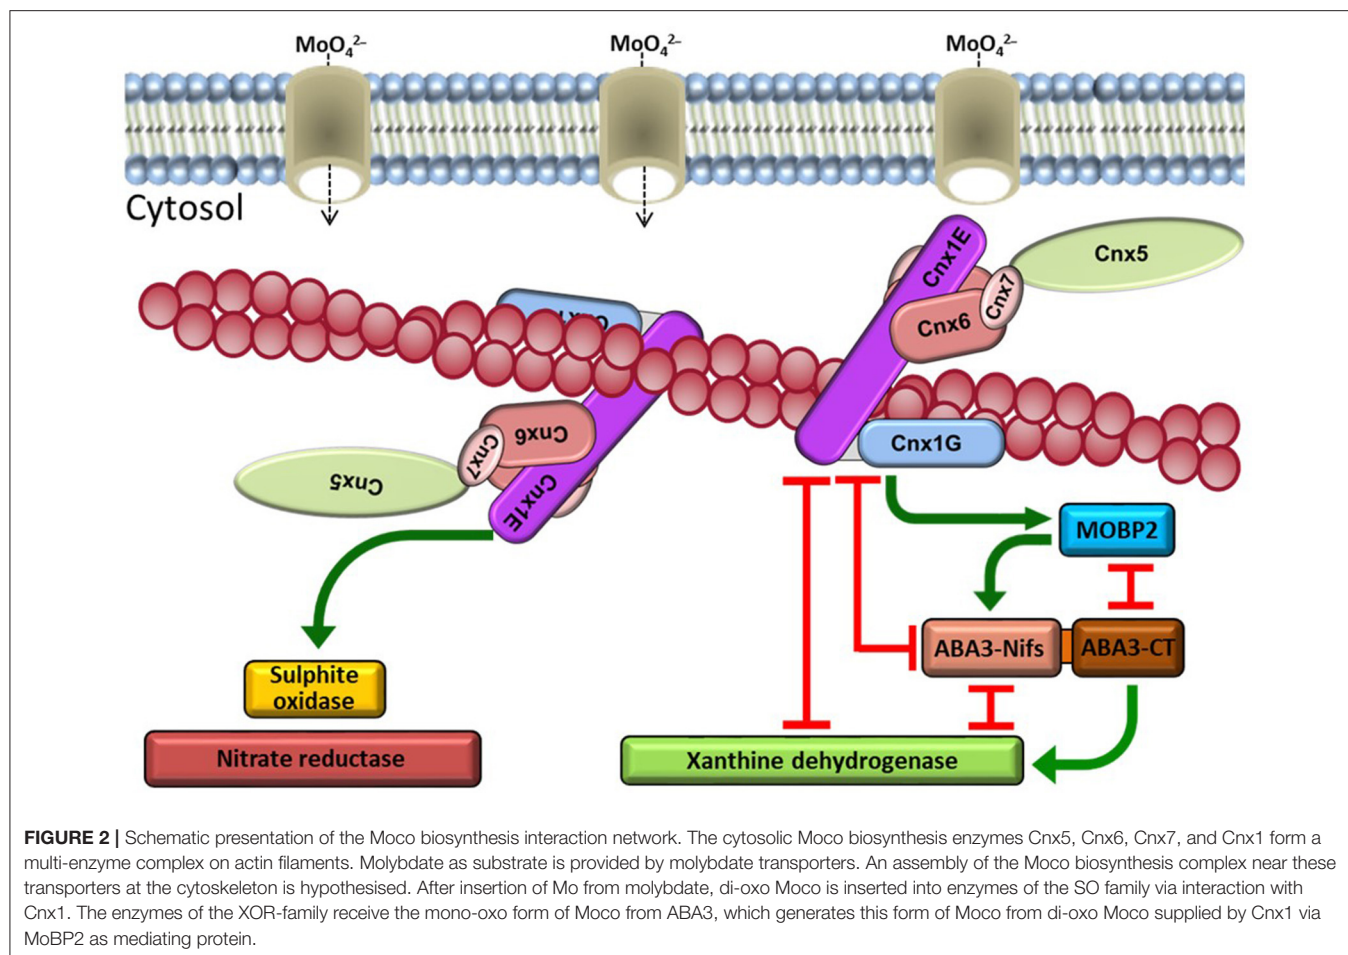 MoO₄²⁻ MoO₄²⁻ MoO₄²⁻
Cytosol
Cnx1E
Cnx5
Cnx7
Cnx6
Cnx6
Cnx7
Cnx1G
Cnx5
Cnx1E
MOBP2
ABA3-Nifs ABA3-CT
Sulphite
oxidase
Nitrate reductase
Xanthine dehydrogenase
FIGURE 2 | Schematic presentation of the Moco biosynthesis interaction network. The cytosolic Moco biosynthesis enzymes Cnx5, Cnx6, Cnx7, and Cnx1 form a
multi-enzyme complex on actin filaments. Molybdate as substrate is provided by molybdate transporters. An assembly of the Moco biosynthesis complex near these
transporters at the cytoskeleton is hypothesised. After insertion of Mo from molybdate, di-oxo Moco is inserted into enzymes of the SO family via interaction with
Cnx1. The enzymes of the XOR-family receive the mono-oxo form of Moco from ABA3, which generates this form of Moco from di-oxo Moco supplied by Cnx1 via
MoBP2 as mediating protein.